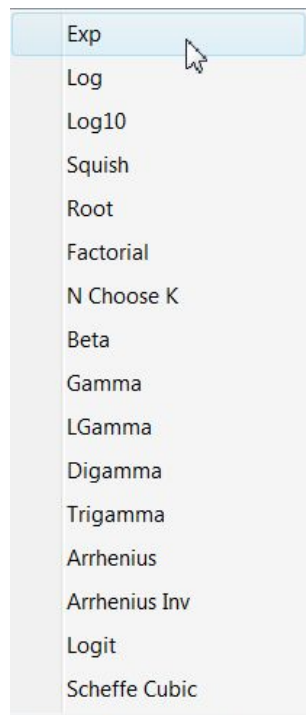 Exp
Log
Log10
Squish
Root
Factorial
N Choose K
Beta
Gamma
LGamma
Digamma
Trigamma
Arrhenius
Arrhenius Inv
Logit
Scheffe Cubic